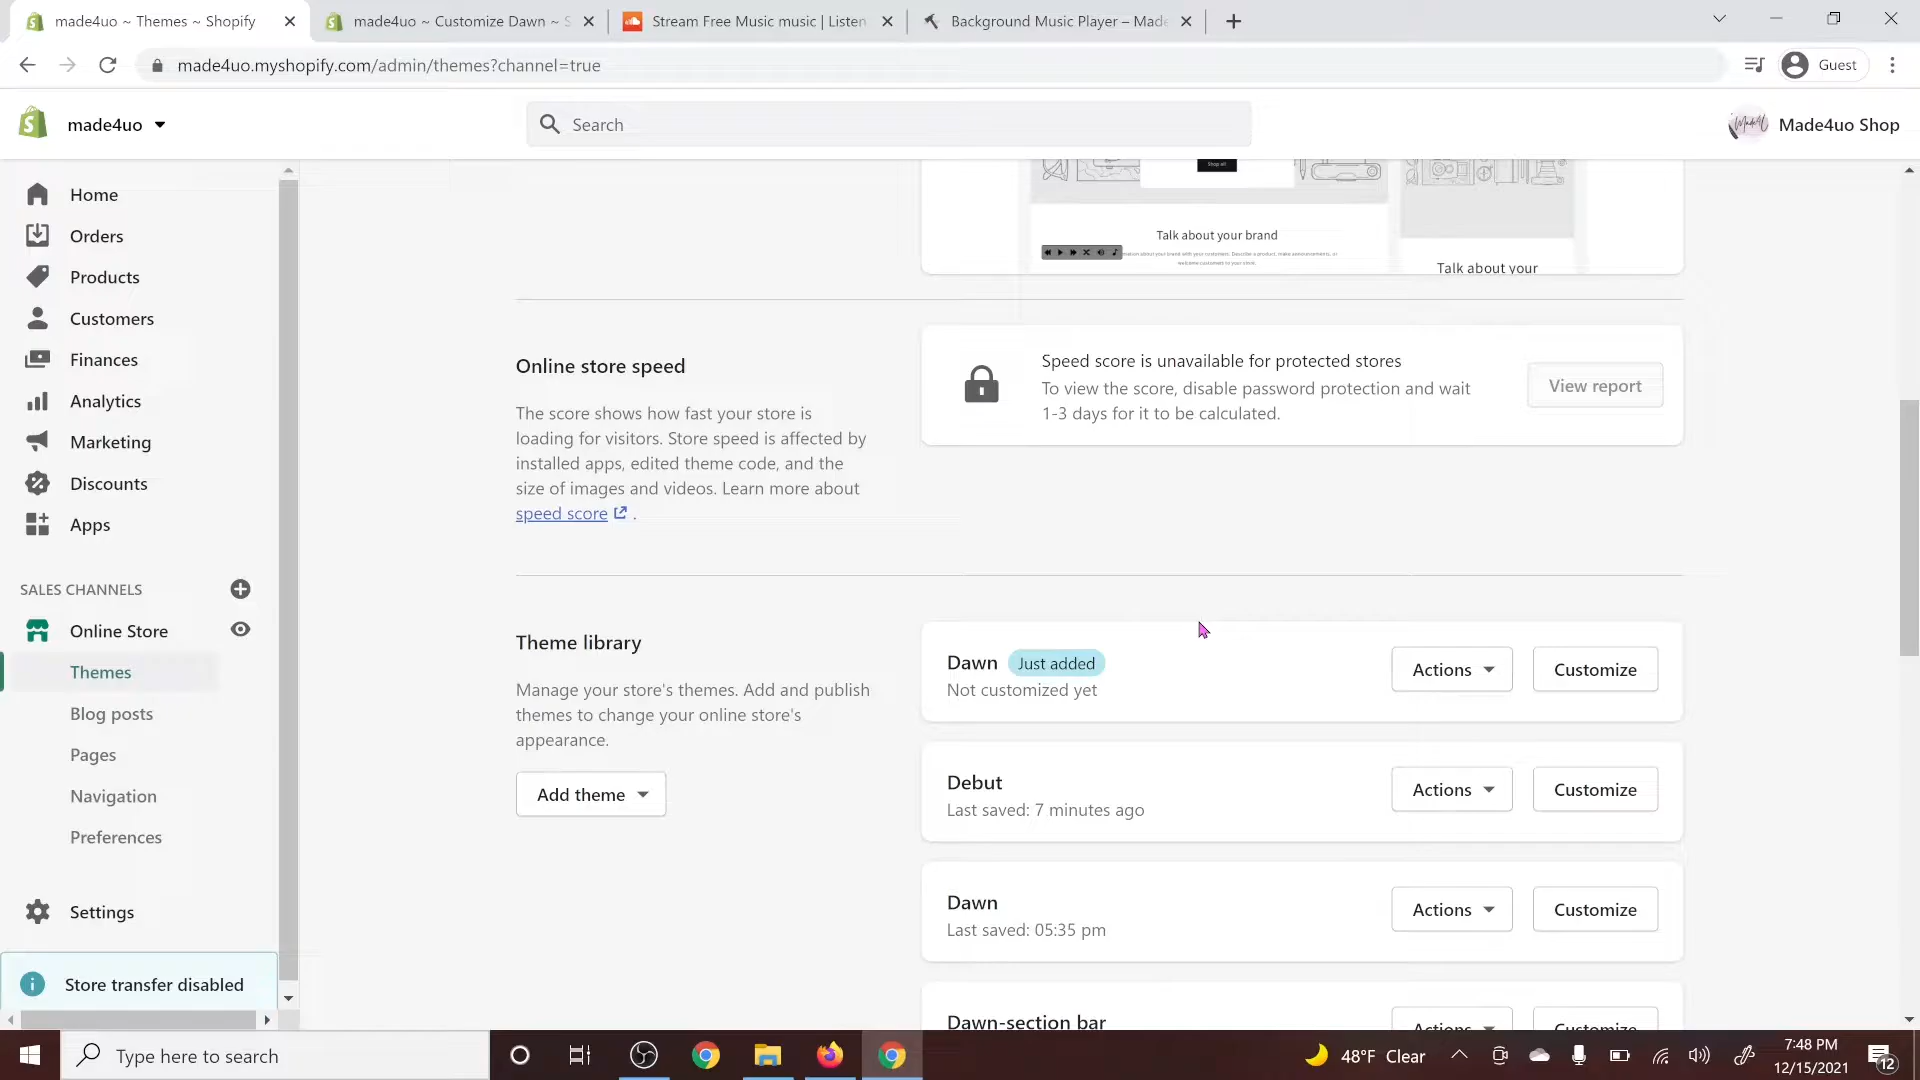 made4uo ~ Themes ~ Shopify
made4uo ~ Customize Dawn ~ S
Stream Free Music music | Listen
Background Music Player – Made
made4uo.myshopify.com/admin/themes?channel=true
Guest
made4uo
Search
Made4uo Shop
Home
Orders
Products
Customers
Finances
Analytics
Marketing
Discounts
Apps
SALES CHANNELS
Online Store
Themes
Blog posts
Pages
Navigation
Preferences
Settings
Store transfer disabled
Shop all
Talk about your brand
Talk about your
Online store speed
The score shows how fast your store is
loading for visitors. Store speed is affected by
installed apps, edited theme code, and the
size of images and videos. Learn more about
speed score .
Speed score is unavailable for protected stores
To view the score, disable password protection and wait
1-3 days for it to be calculated.
View report
Theme library
Manage your store's themes. Add and publish
themes to change your online store's
appearance.
Add theme
Dawn Just added
Not customized yet
Actions Customize
Debut
Last saved: 7 minutes ago
Actions Customize
Dawn
Last saved: 05:35 pm
Actions Customize
Dawn-section bar
Actions Customize
Type here to search
48°F Clear
7:48 PM
12/15/2021
12